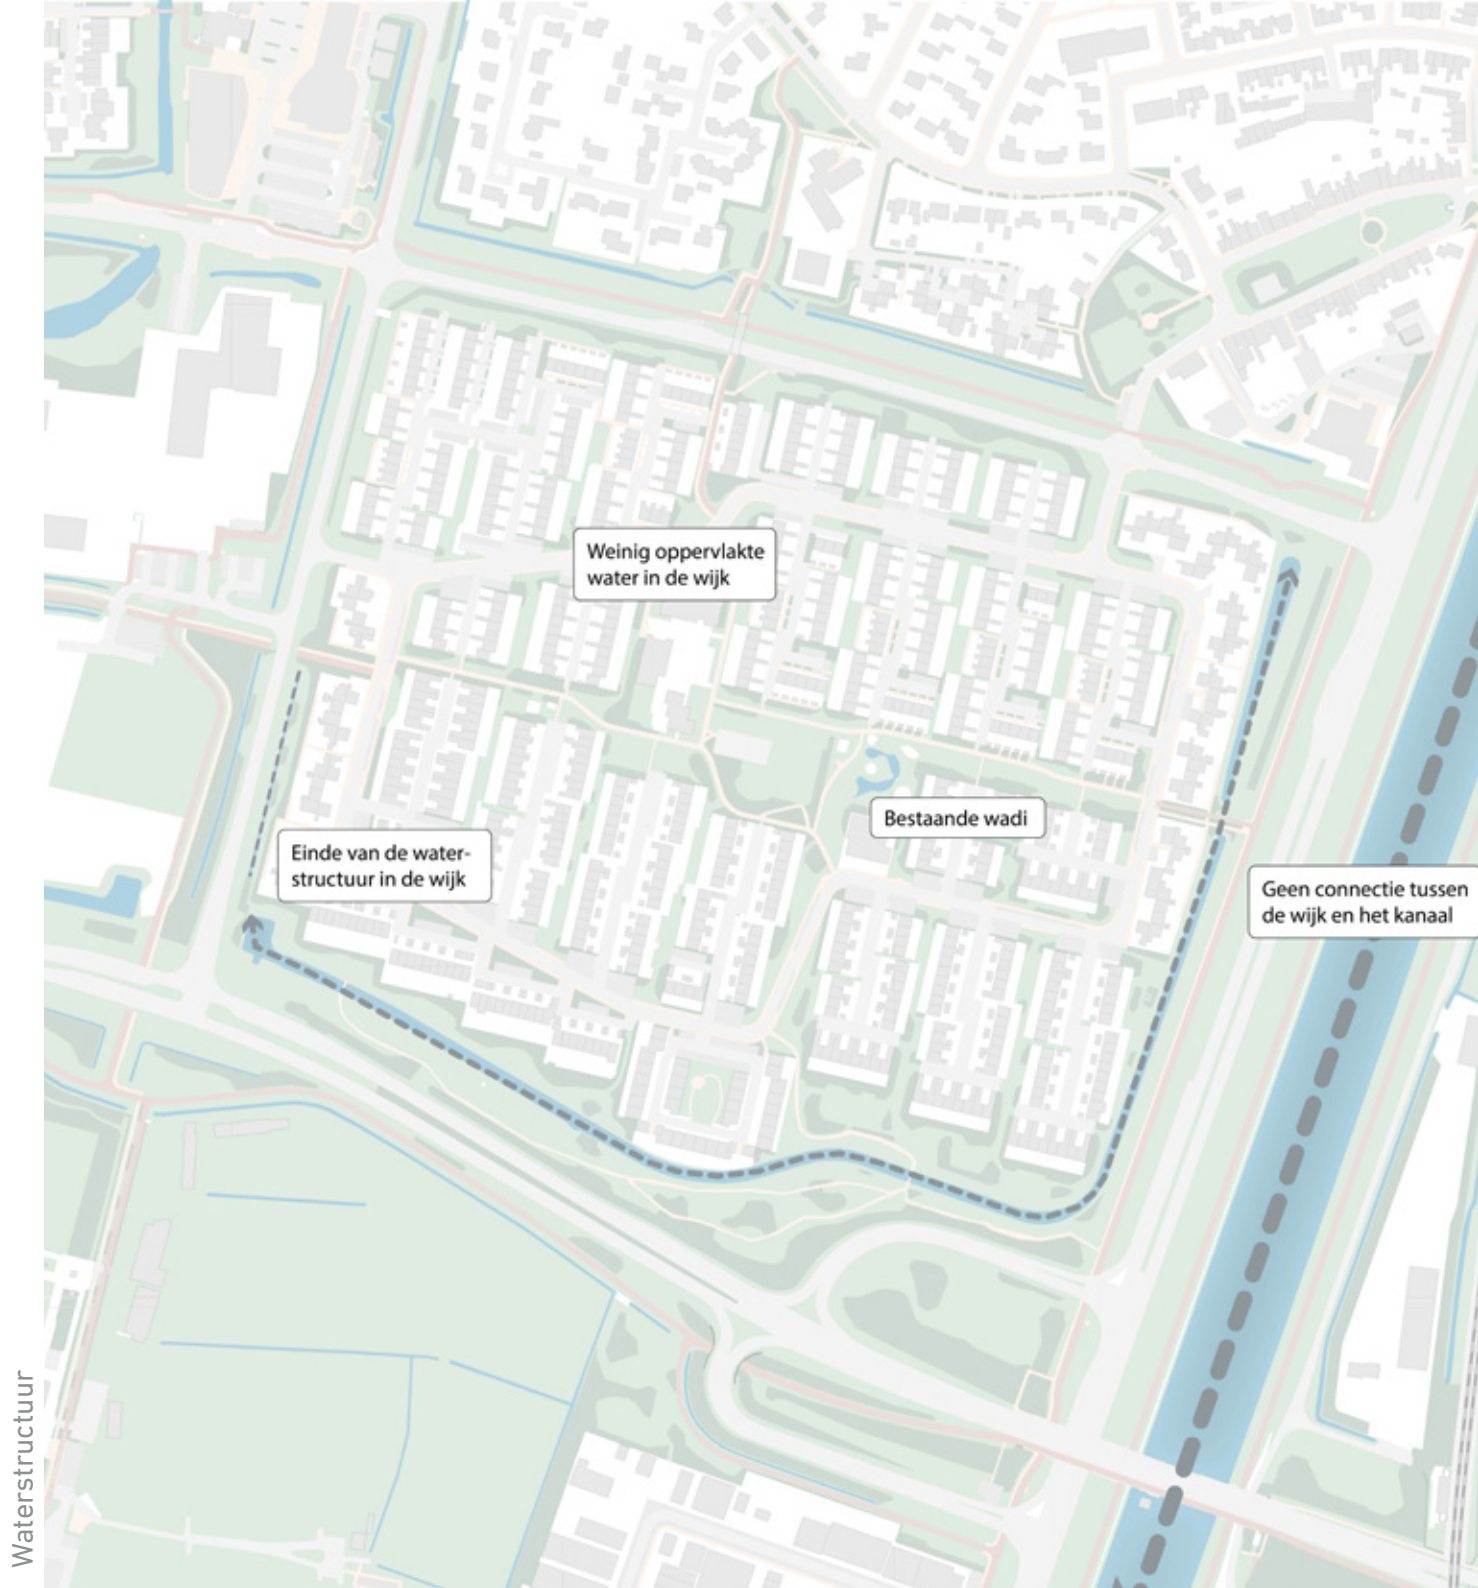 Weinig oppervlakte
water in de wijk
Bestaande wadi
Einde van de water-
structuur in de wijk
Geen connectie tussen
de wijk en het kanaal
Waterstructuur